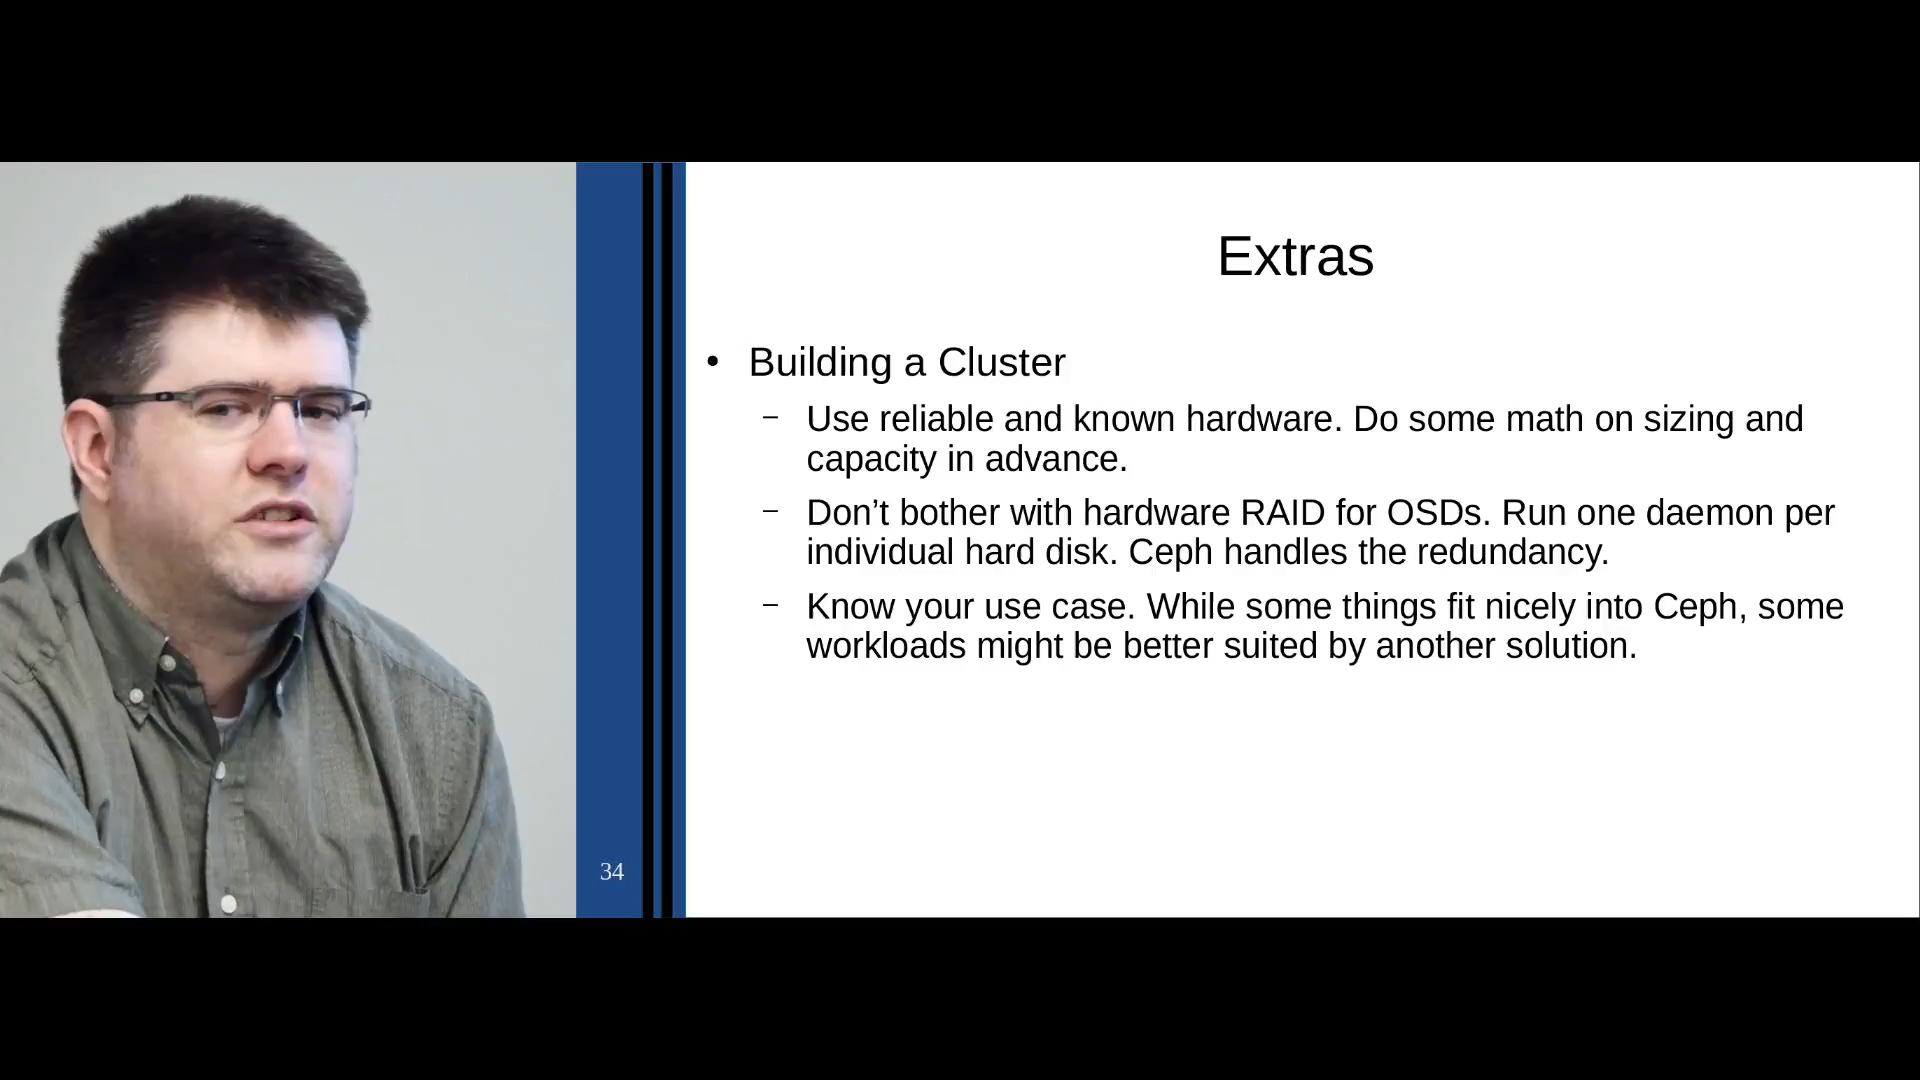 Extras
• Building a Cluster
– Use reliable and known hardware. Do some math on sizing and
capacity in advance.
– Don’t bother with hardware RAID for OSDs. Run one daemon per
individual hard disk. Ceph handles the redundancy.
– Know your use case. While some things fit nicely into Ceph, some
workloads might be better suited by another solution.
34